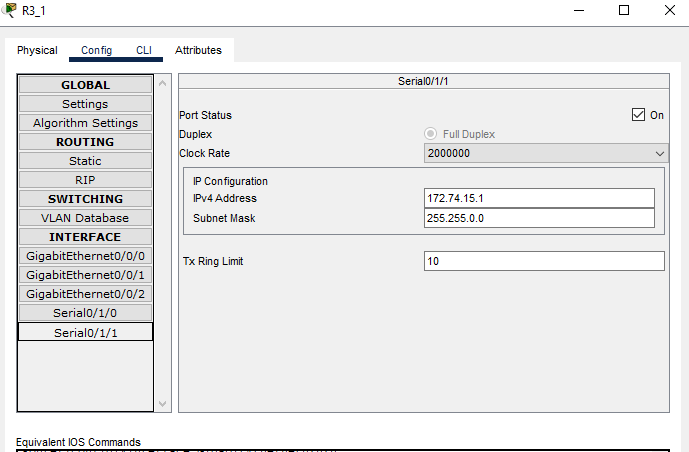 R3_1
Physical Config CLI Attributes
GLOBAL
Settings
Algorithm Settings
ROUTING
Static
RIP
SWITCHING
VLAN Database
INTERFACE
GigabitEthernet0/0/0
GigabitEthernet0/0/1
GigabitEthernet0/0/2
Serial0/1/0
Serial0/1/1
Serial0/1/1
Port Status On
Duplex Full Duplex
Clock Rate 2000000
IP Configuration
IPv4 Address 172.74.15.1
Subnet Mask 255.255.0.0
Tx Ring Limit 10
Equivalent IOS Commands